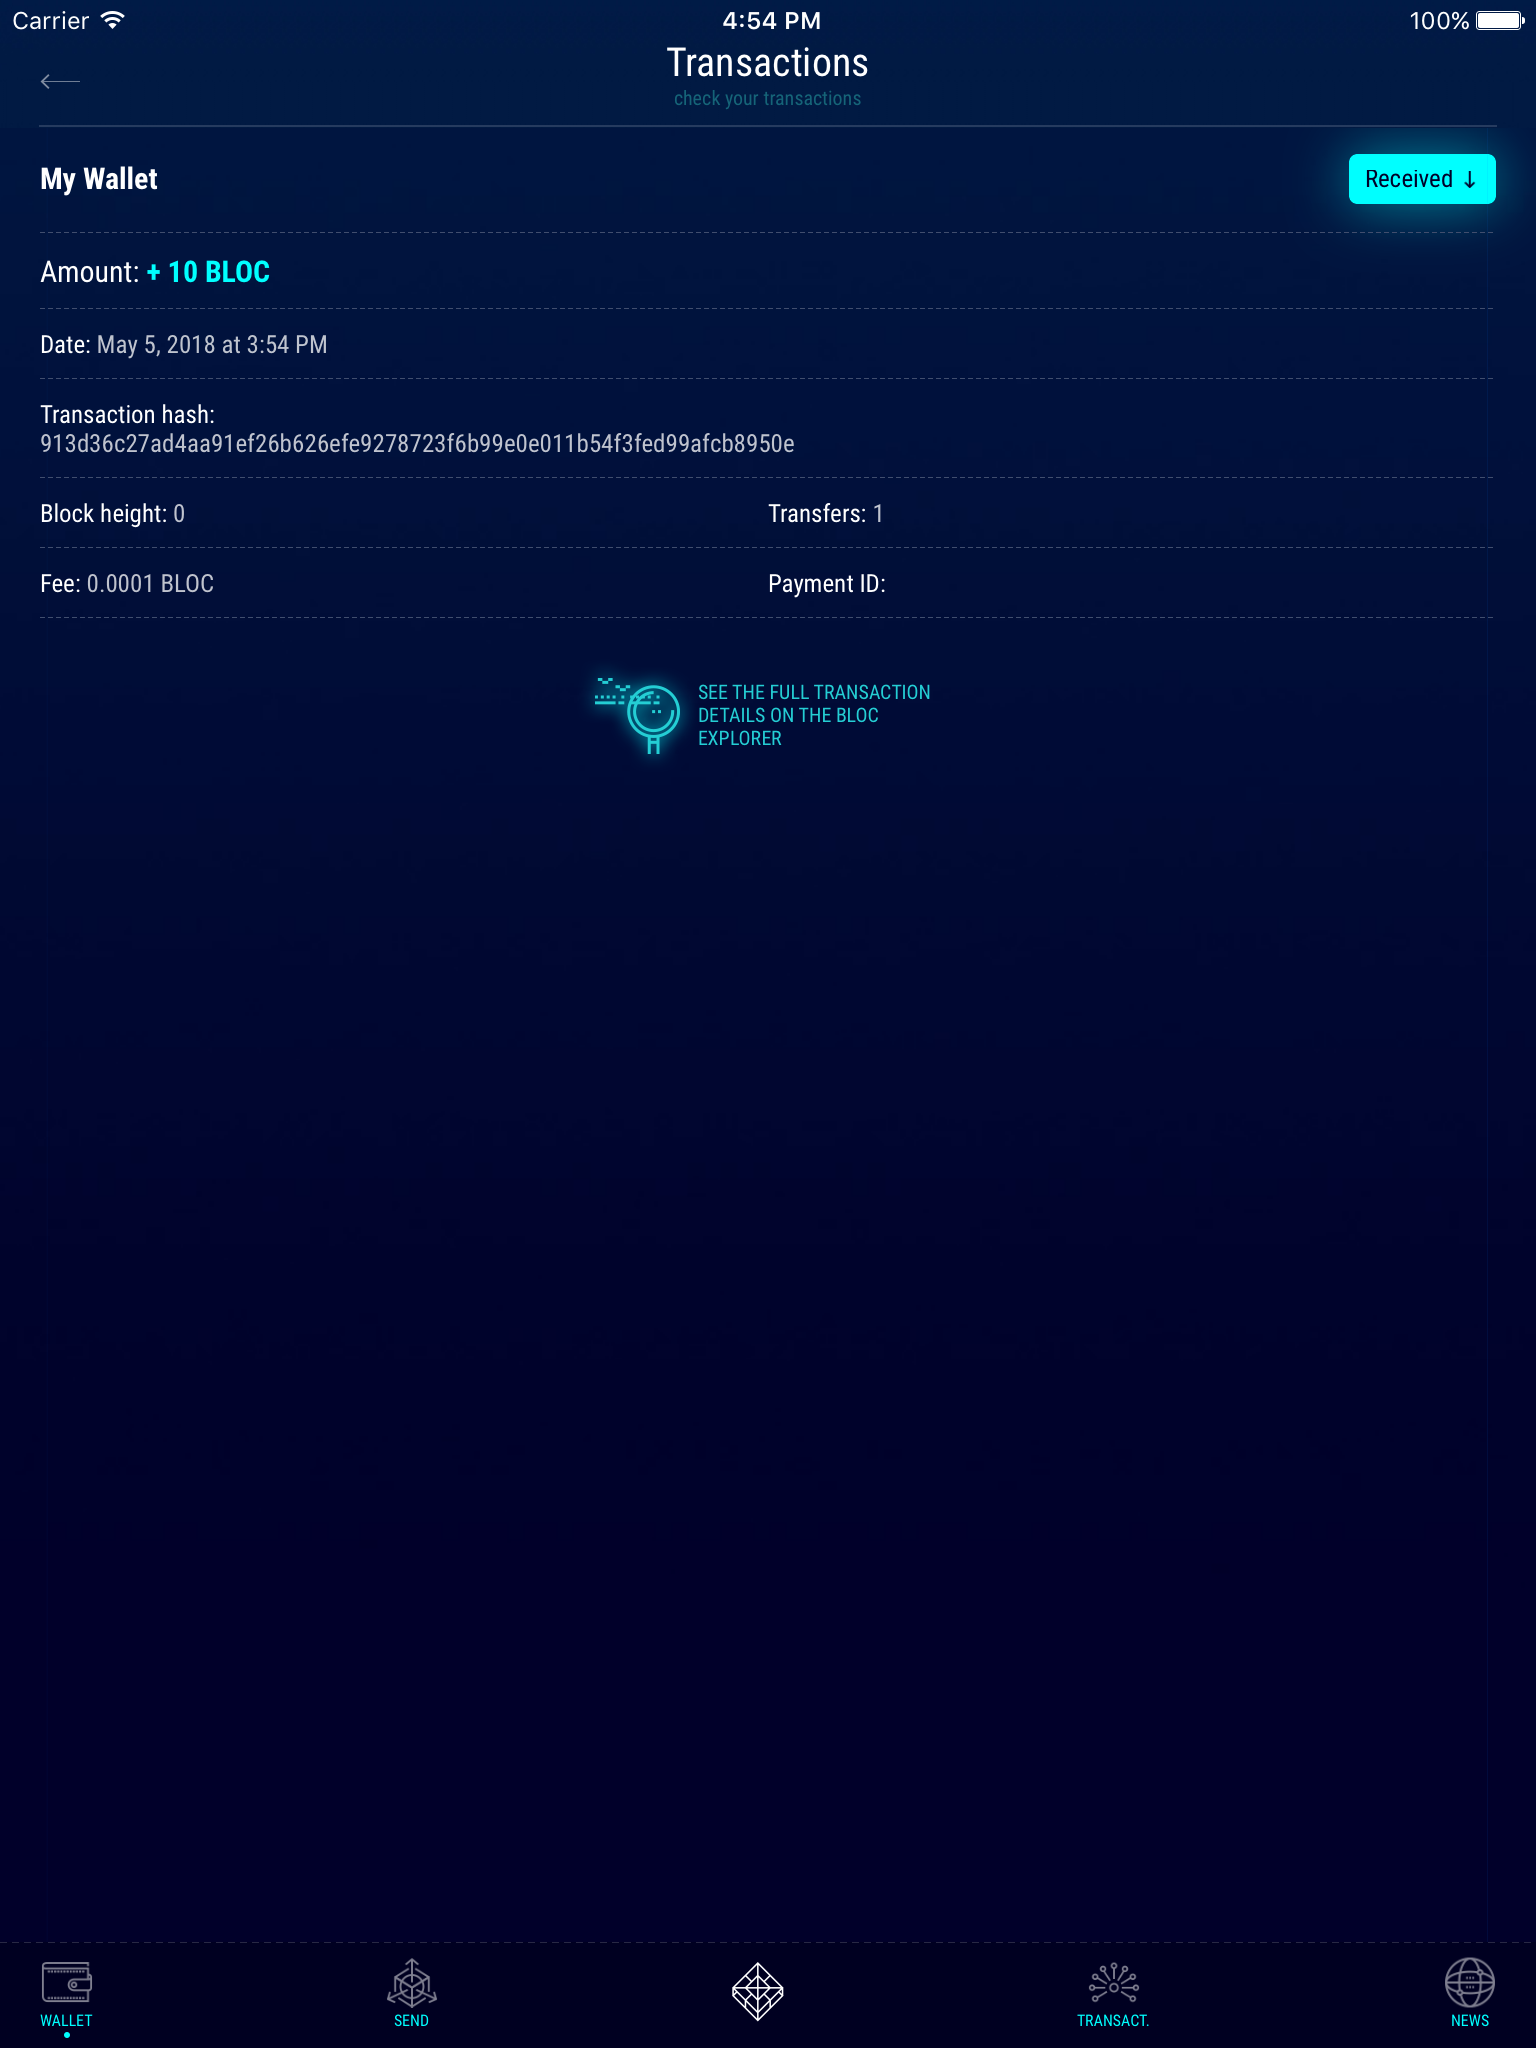 Carrier 4:54 PM 100%
Transactions
check your transactions
My Wallet Received ↓
Amount: + 10 BLOC
Date: May 5, 2018 at 3:54 PM
Transaction hash:
913d36c27ad4aa91ef26b626efe9278723f6b99e0e011b54f3fed99afcb8950e
Block height: 0 Transfers: 1
Fee: 0.0001 BLOC Payment ID:
SEE THE FULL TRANSACTION
DETAILS ON THE BLOC
EXPLORER
WALLET SEND TRANSACT. NEWS